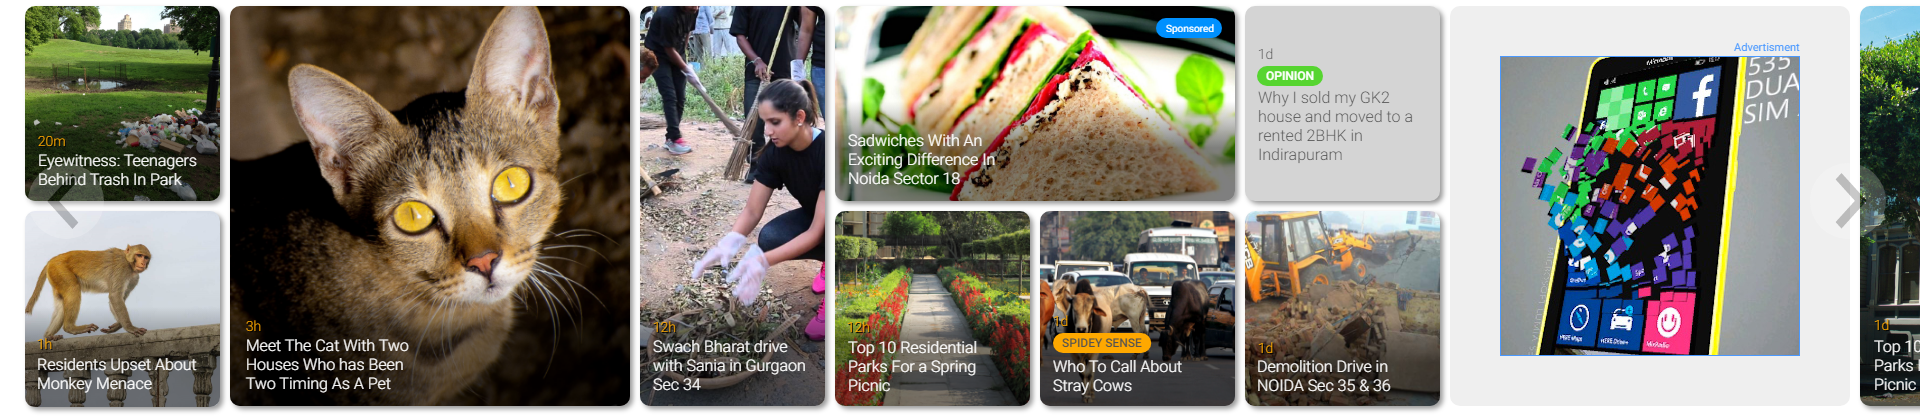 20m
Eyewitness: Teenagers
Behind Trash In Park
1h
Residents Upset About
Monkey Menace
3h
Meet The Cat With Two
Houses Who has Been
Two Timing As A Pet
12h
Swach Bharat drive
with Sania in Gurgaon
Sec 34
Sponsored
Sadwiches With An
Exciting Difference In
Noida Sector 18
12h
Top 10 Residential
Parks For a Spring
Picnic
1d
SPIDEY SENSE
Who To Call About
Stray Cows
1d
OPINION
Why I sold my GK2
house and moved to a
rented 2BHK in
Indirapuram
1d
Demolition Drive in
NOIDA Sec 35 & 36
Advertisment
535
DUA
SIM
1d
Top 10
Parks
Picnic